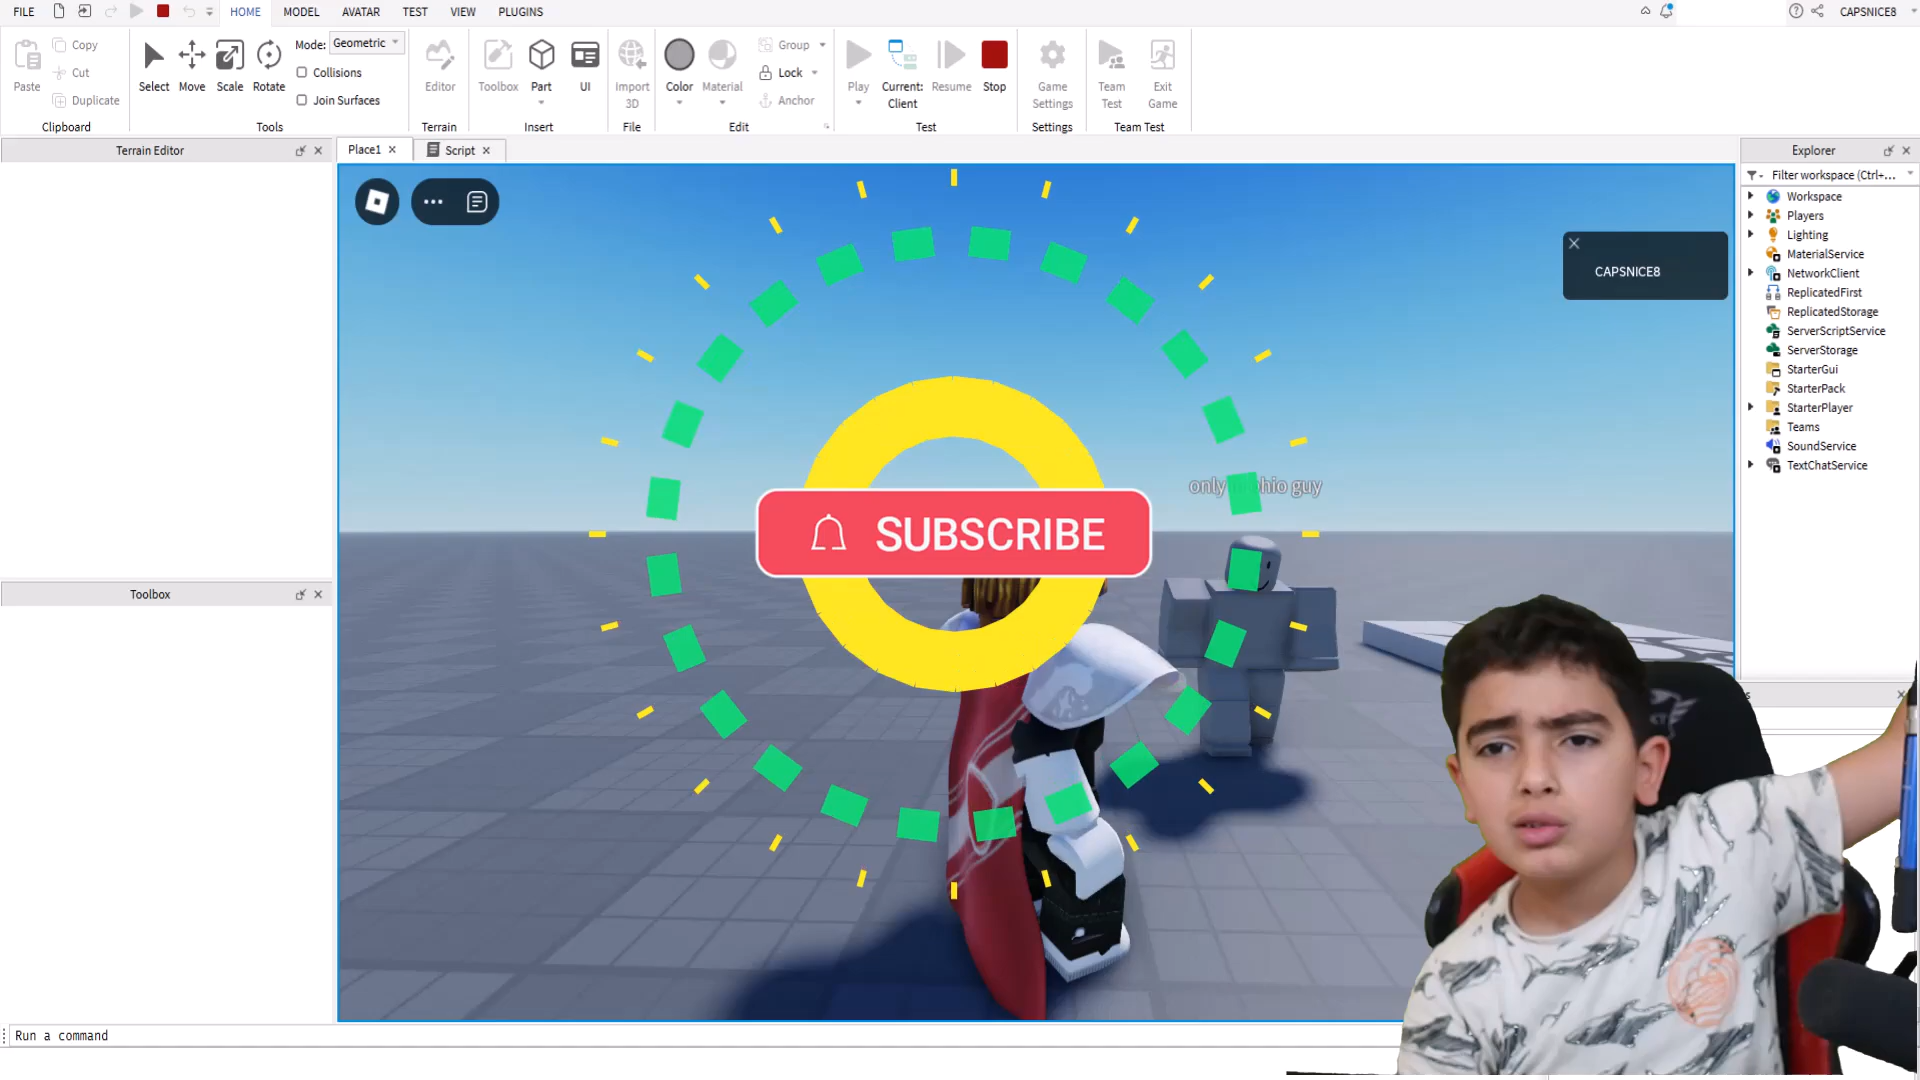 FILE HOME MODEL AVATAR TEST VIEW PLUGINS CAPSNICE8
Paste Copy Cut Duplicate
Clipboard
Select Move Scale Rotate Mode: Geometric Collisions Join Surfaces
Tools
Editor
Terrain
Toolbox Part UI
Insert
Import 3D
File
Color Material Group Lock Anchor
Edit
Play Current: Client Resume Stop
Test
Game Settings
Settings
Team Test Exit Game
Team Test
Terrain Editor
Place1
Script
Explorer
Filter workspace (Ctrl+...
Workspace
Players
Lighting
MaterialService
NetworkClient
ReplicatedFirst
ReplicatedStorage
ServerScriptService
ServerStorage
StarterGui
StarterPack
StarterPlayer
Teams
SoundService
TextChatService
CAPSNICE8
only guy
SUBSCRIBE
Toolbox
Run a command